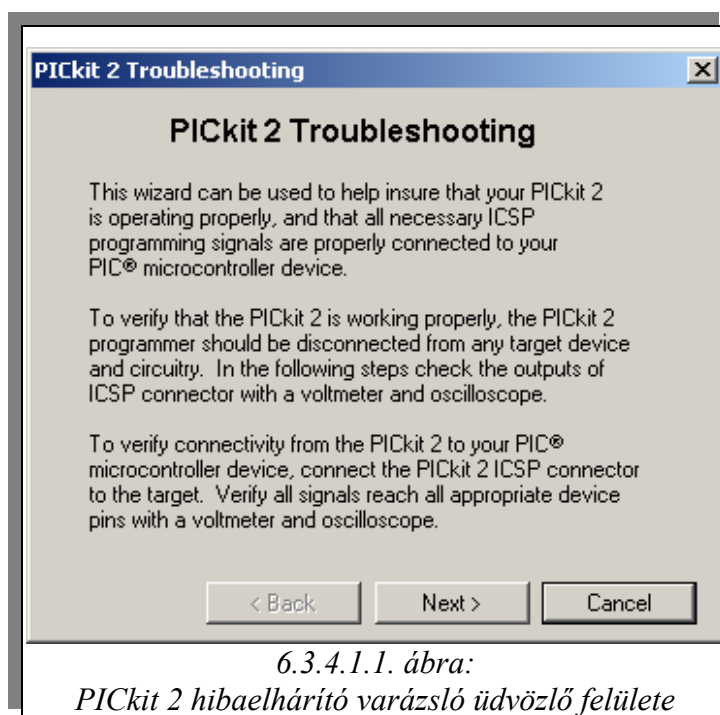 PICkit 2 Troubleshooting
PICkit 2 Troubleshooting
This wizard can be used to help insure that your PICkit 2
is operating properly, and that all necessary ICSP
programming signals are properly connected to your
PIC® microcontroller device.
To verify that the PICkit 2 is working properly, the PICkit 2
programmer should be disconnected from any target device
and circuitry. In the following steps check the outputs of
ICSP connector with a voltmeter and oscilloscope.
To verify connectivity from the PICkit 2 to your PIC®
microcontroller device, connect the PICkit 2 ICSP connector
to the target. Verify all signals reach all appropriate device
pins with a voltmeter and oscilloscope.
< Back Next > Cancel
6.3.4.1.1. ábra:
PICkit 2 hibaelhárító varázsló üdvözlő felülete